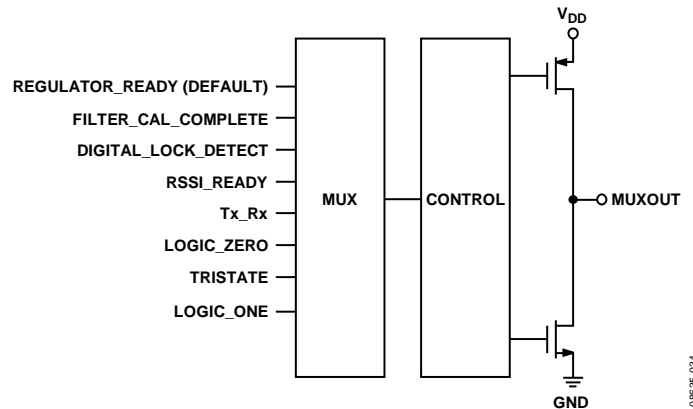 V_DD
REGULATOR_READY (DEFAULT)
FILTER_CAL_COMPLETE
DIGITAL_LOCK_DETECT
RSSI_READY
Tx_Rx
LOGIC_ZERO
TRISTATE
LOGIC_ONE
MUX
CONTROL
MUXOUT
GND